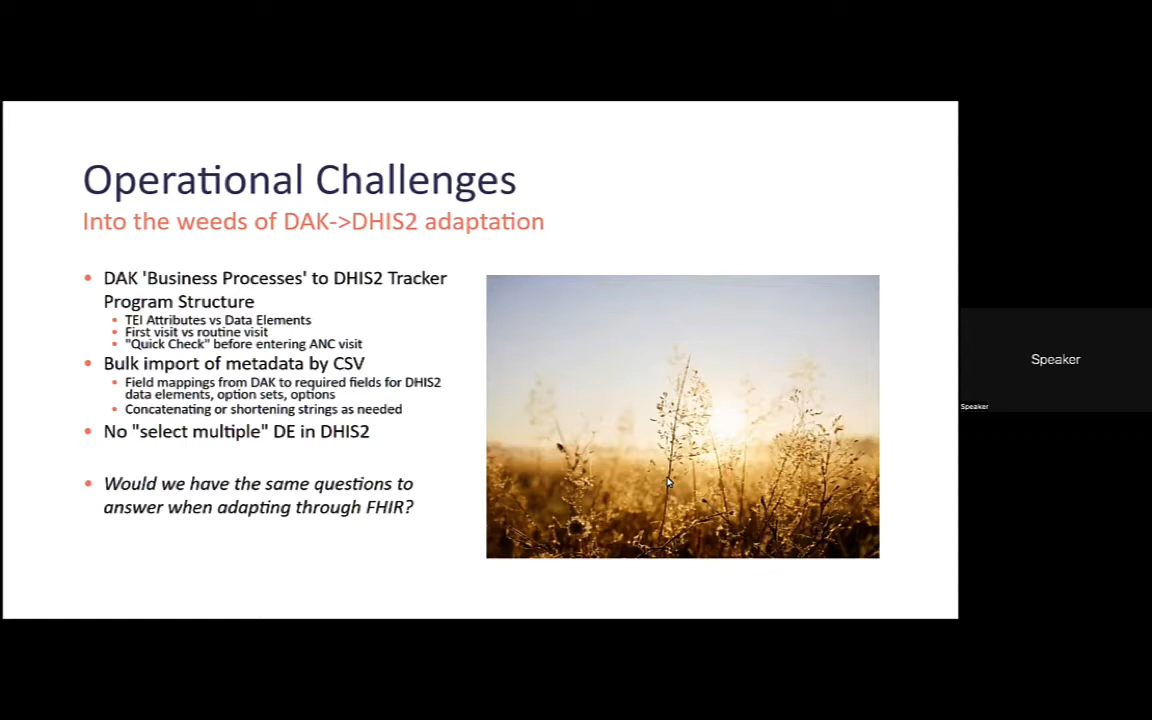 Operational Challenges
Into the weeds of DAK->DHIS2 adaptation
• DAK 'Business Processes' to DHIS2 Tracker
Program Structure
• TEI Attributes vs Data Elements
• First visit vs routine visit
• "Quick Check" before entering ANC visit
• Bulk import of metadata by CSV
• Field mappings from DAK to required fields for DHIS2
data elements, option sets, options
• Concatenating or shortening strings as needed
• No "select multiple" DE in DHIS2
• Would we have the same questions to
answer when adapting through FHIR?
Speaker
Speaker